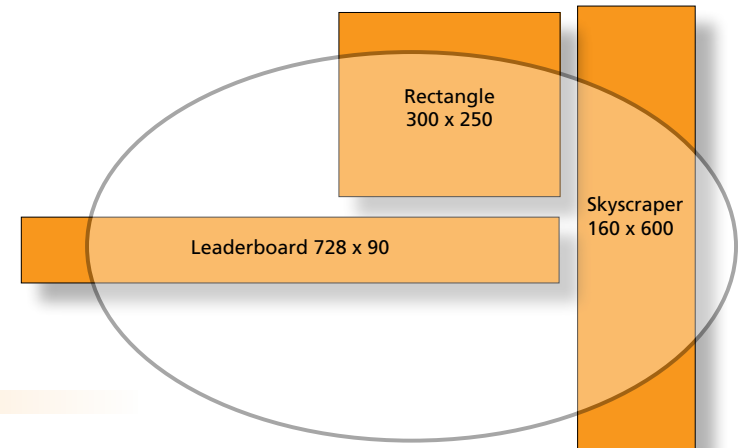 Rectangle
300 x 250
Skyscraper
160 x 600
Leaderboard 728 x 90